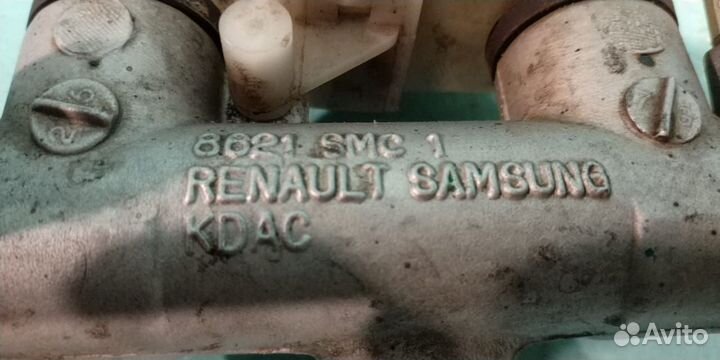 8621 SMC 1
RENAULT SAMSUNG
KDAC
Avito